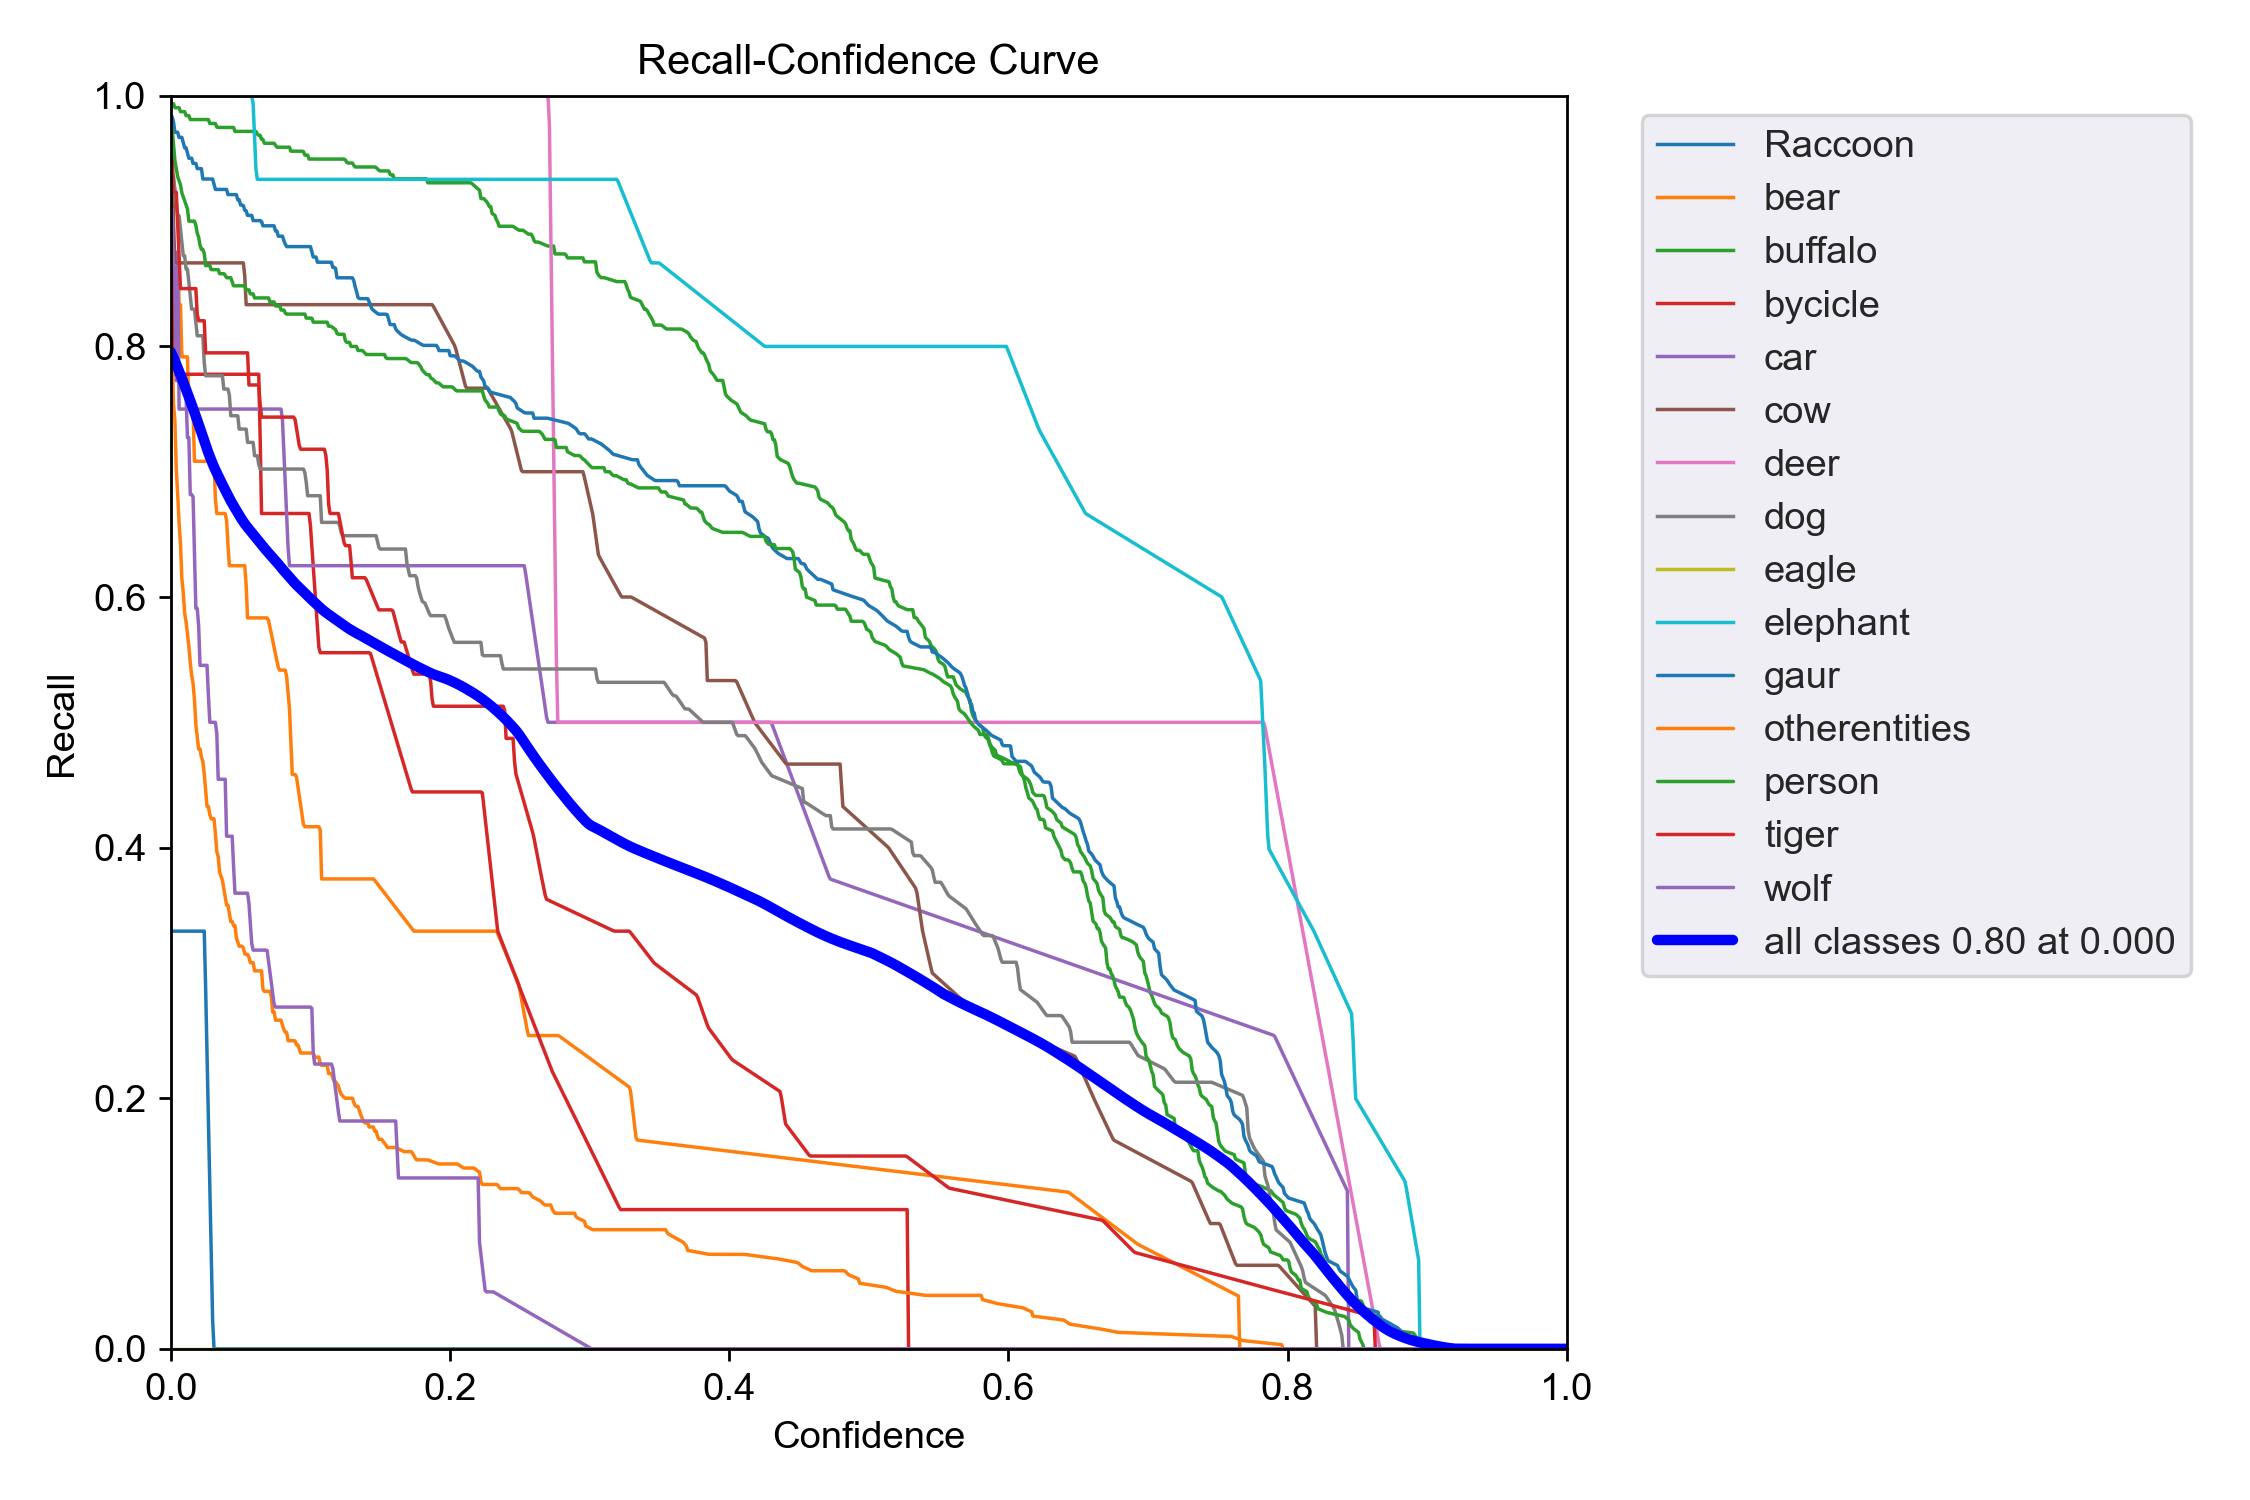 Recall-Confidence Curve
1.0
0.8
0.6
0.4
0.2
0.0
Recall
0.0 0.2 0.4 0.6 0.8 1.0
Confidence
Raccoon
bear
buffalo
bycicle
car
cow
deer
dog
eagle
elephant
gaur
otherentities
person
tiger
wolf
all classes 0.80 at 0.000